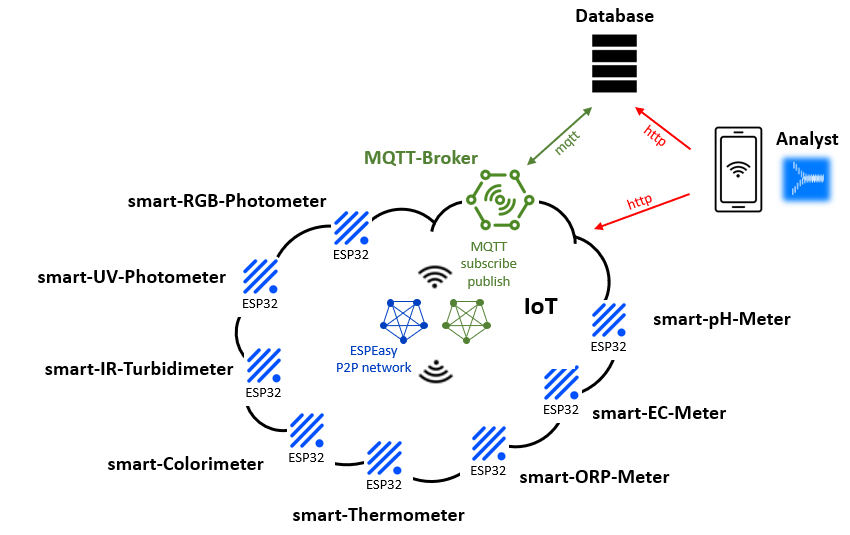 Database
mqtt
http
Analyst
MQTT-Broker
http
smart-RGB-Photometer
ESP32
MQTT
subscribe
publish
smart-UV-Photometer
ESP32
IoT
smart-pH-Meter
ESP32
ESPEasy
P2P network
smart-IR-Turbidimeter
ESP32
smart-EC-Meter
ESP32
smart-Colorimeter
ESP32
smart-ORP-Meter
ESP32
ESP32
smart-Thermometer